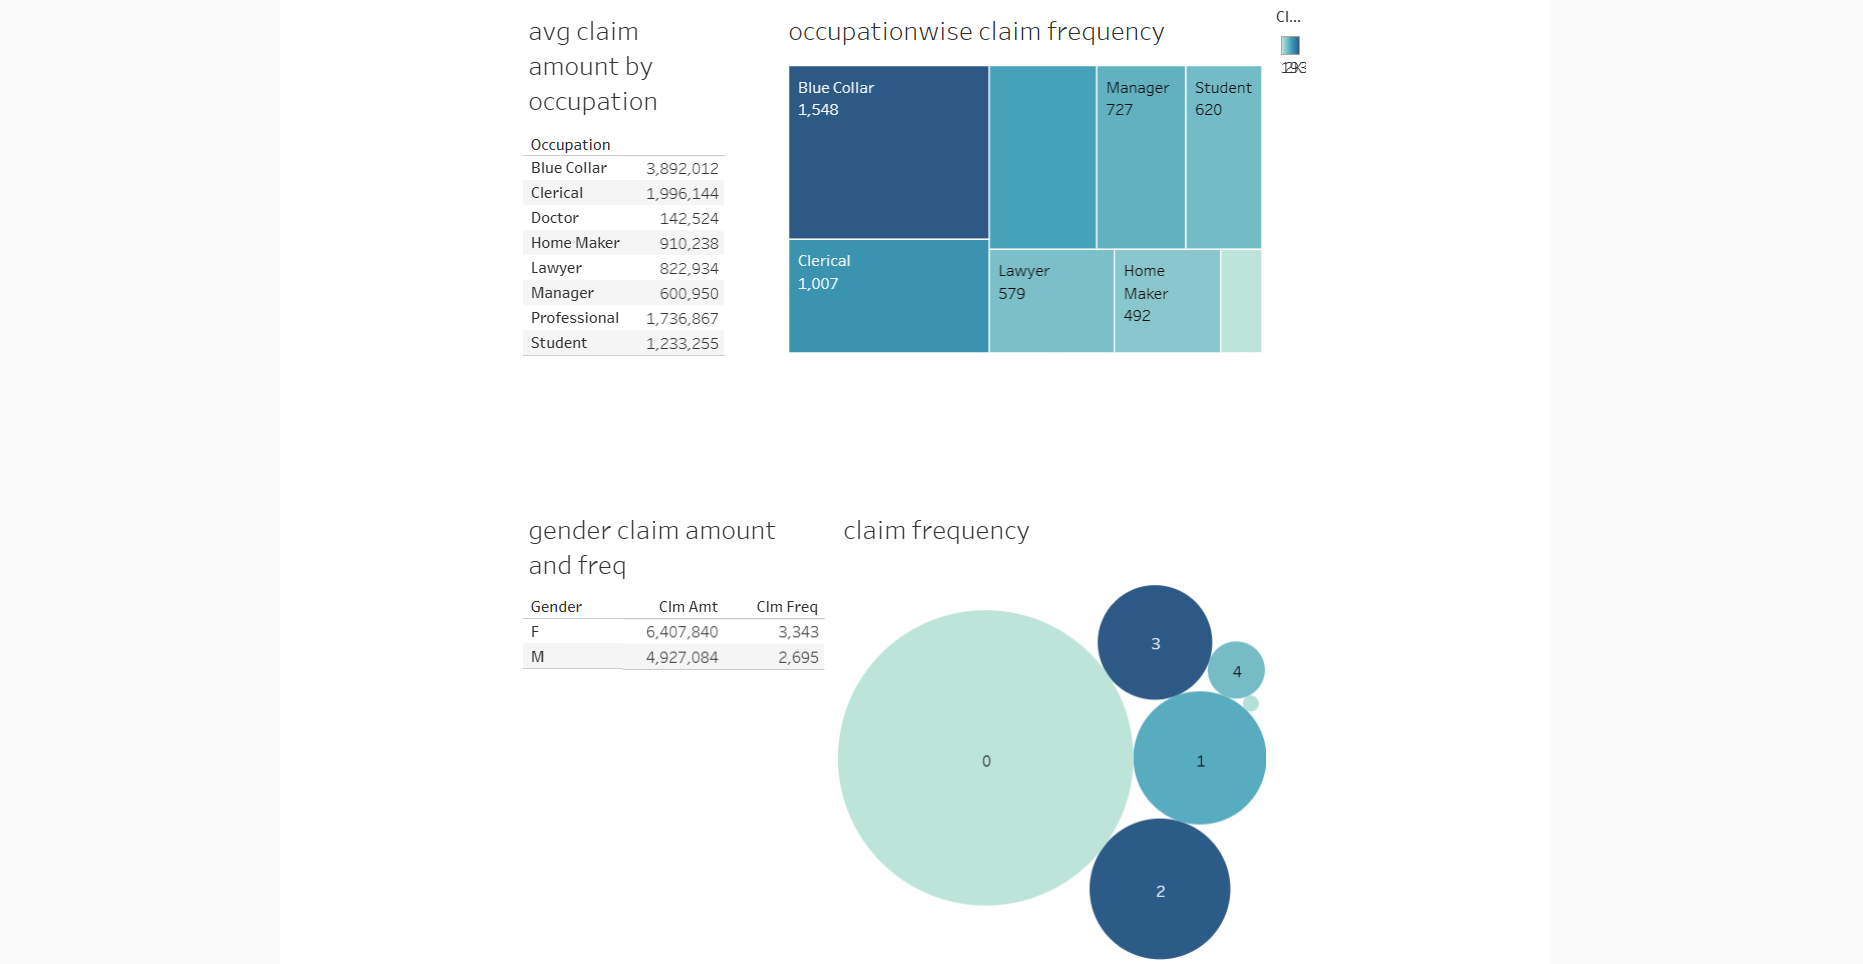 avg claim
amount by
occupation
Occupation
Blue Collar 3,892,012
Clerical 1,996,144
Doctor 142,524
Home Maker 910,238
Lawyer 822,934
Manager 600,950
Professional 1,736,867
Student 1,233,255
occupationwise claim frequency
Blue Collar
1,548
Clerical
1,007
Manager
727
Student
620
Lawyer
579
Home
Maker
492
Cl...
gender claim amount
and freq
Gender Clm Amt Clm Freq
F 6,407,840 3,343
M 4,927,084 2,695
claim frequency
0
3
4
1
2